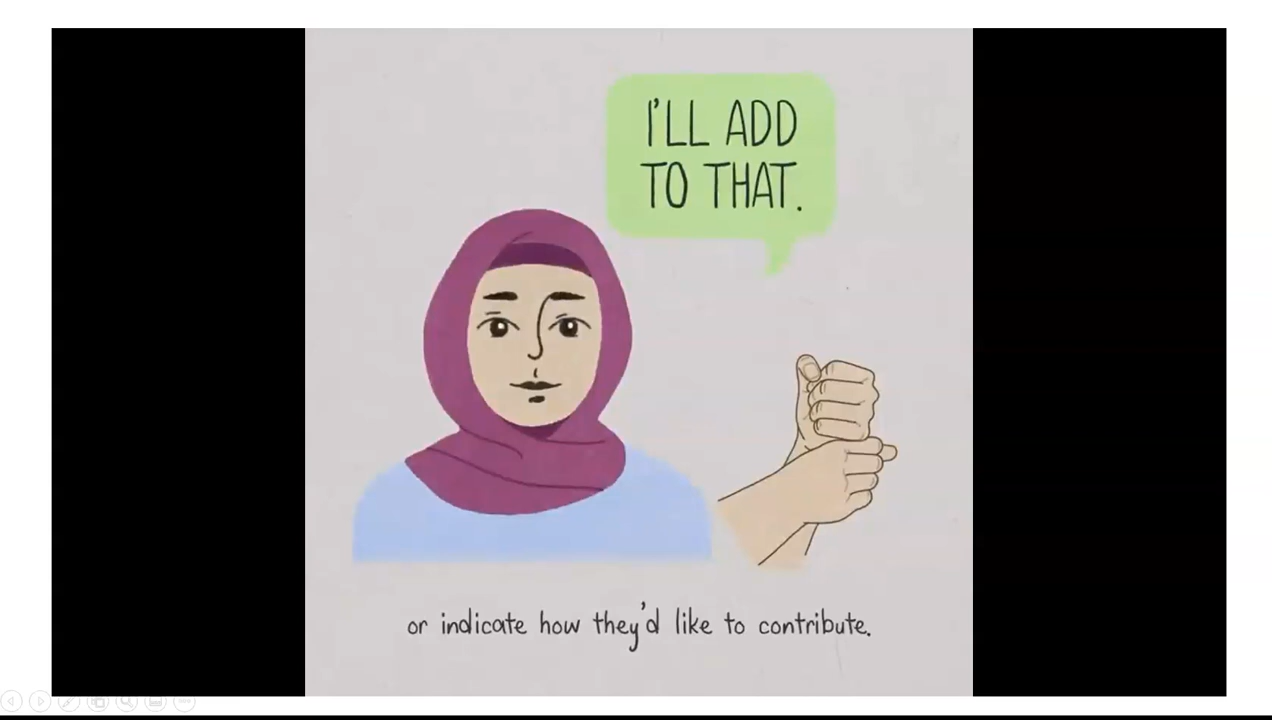 I'LL ADD
TO THAT.
or indicate how they'd like to contribute.